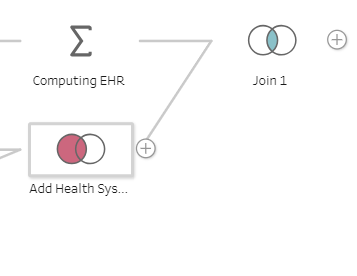 Computing EHR
Join 1
Add Health Sys...